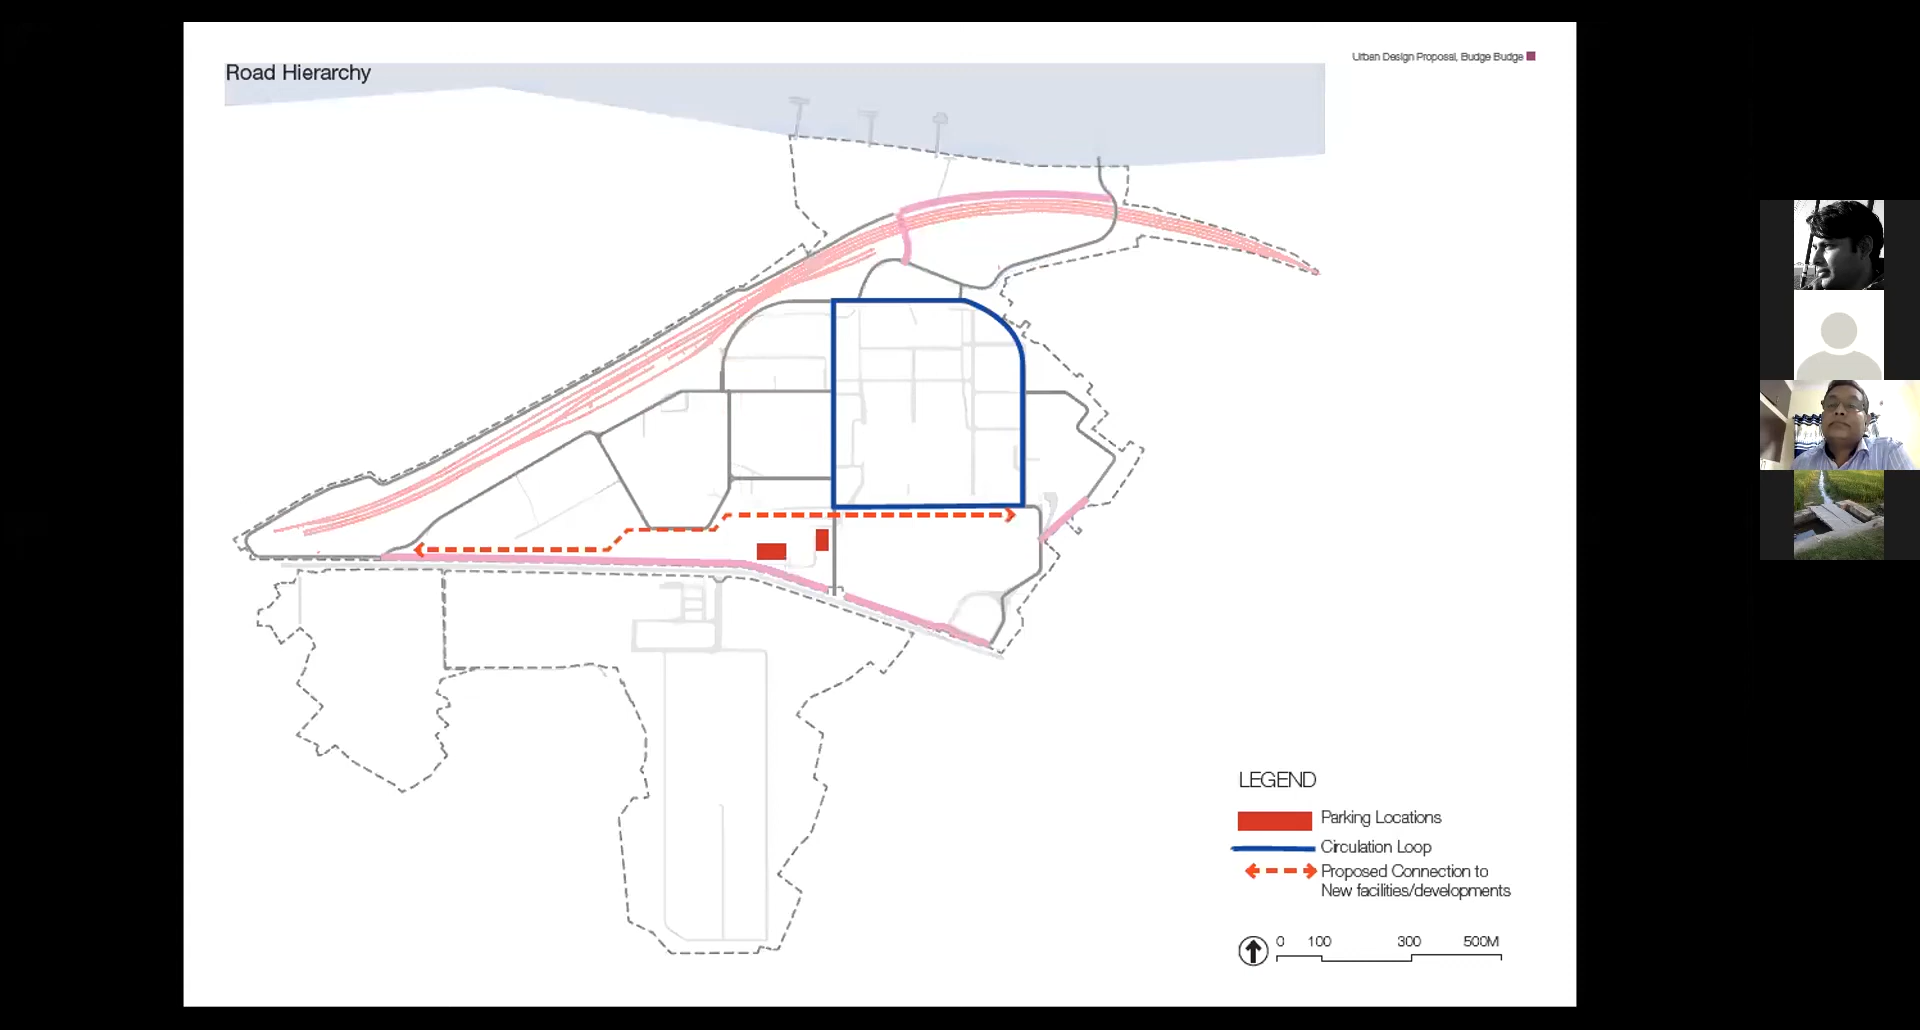 Urban Design Proposal, Budge Budge
Road Hierarchy
LEGEND
Parking Locations
Circulation Loop
Proposed Connection to
New facilities/developments
0 100 300 500M